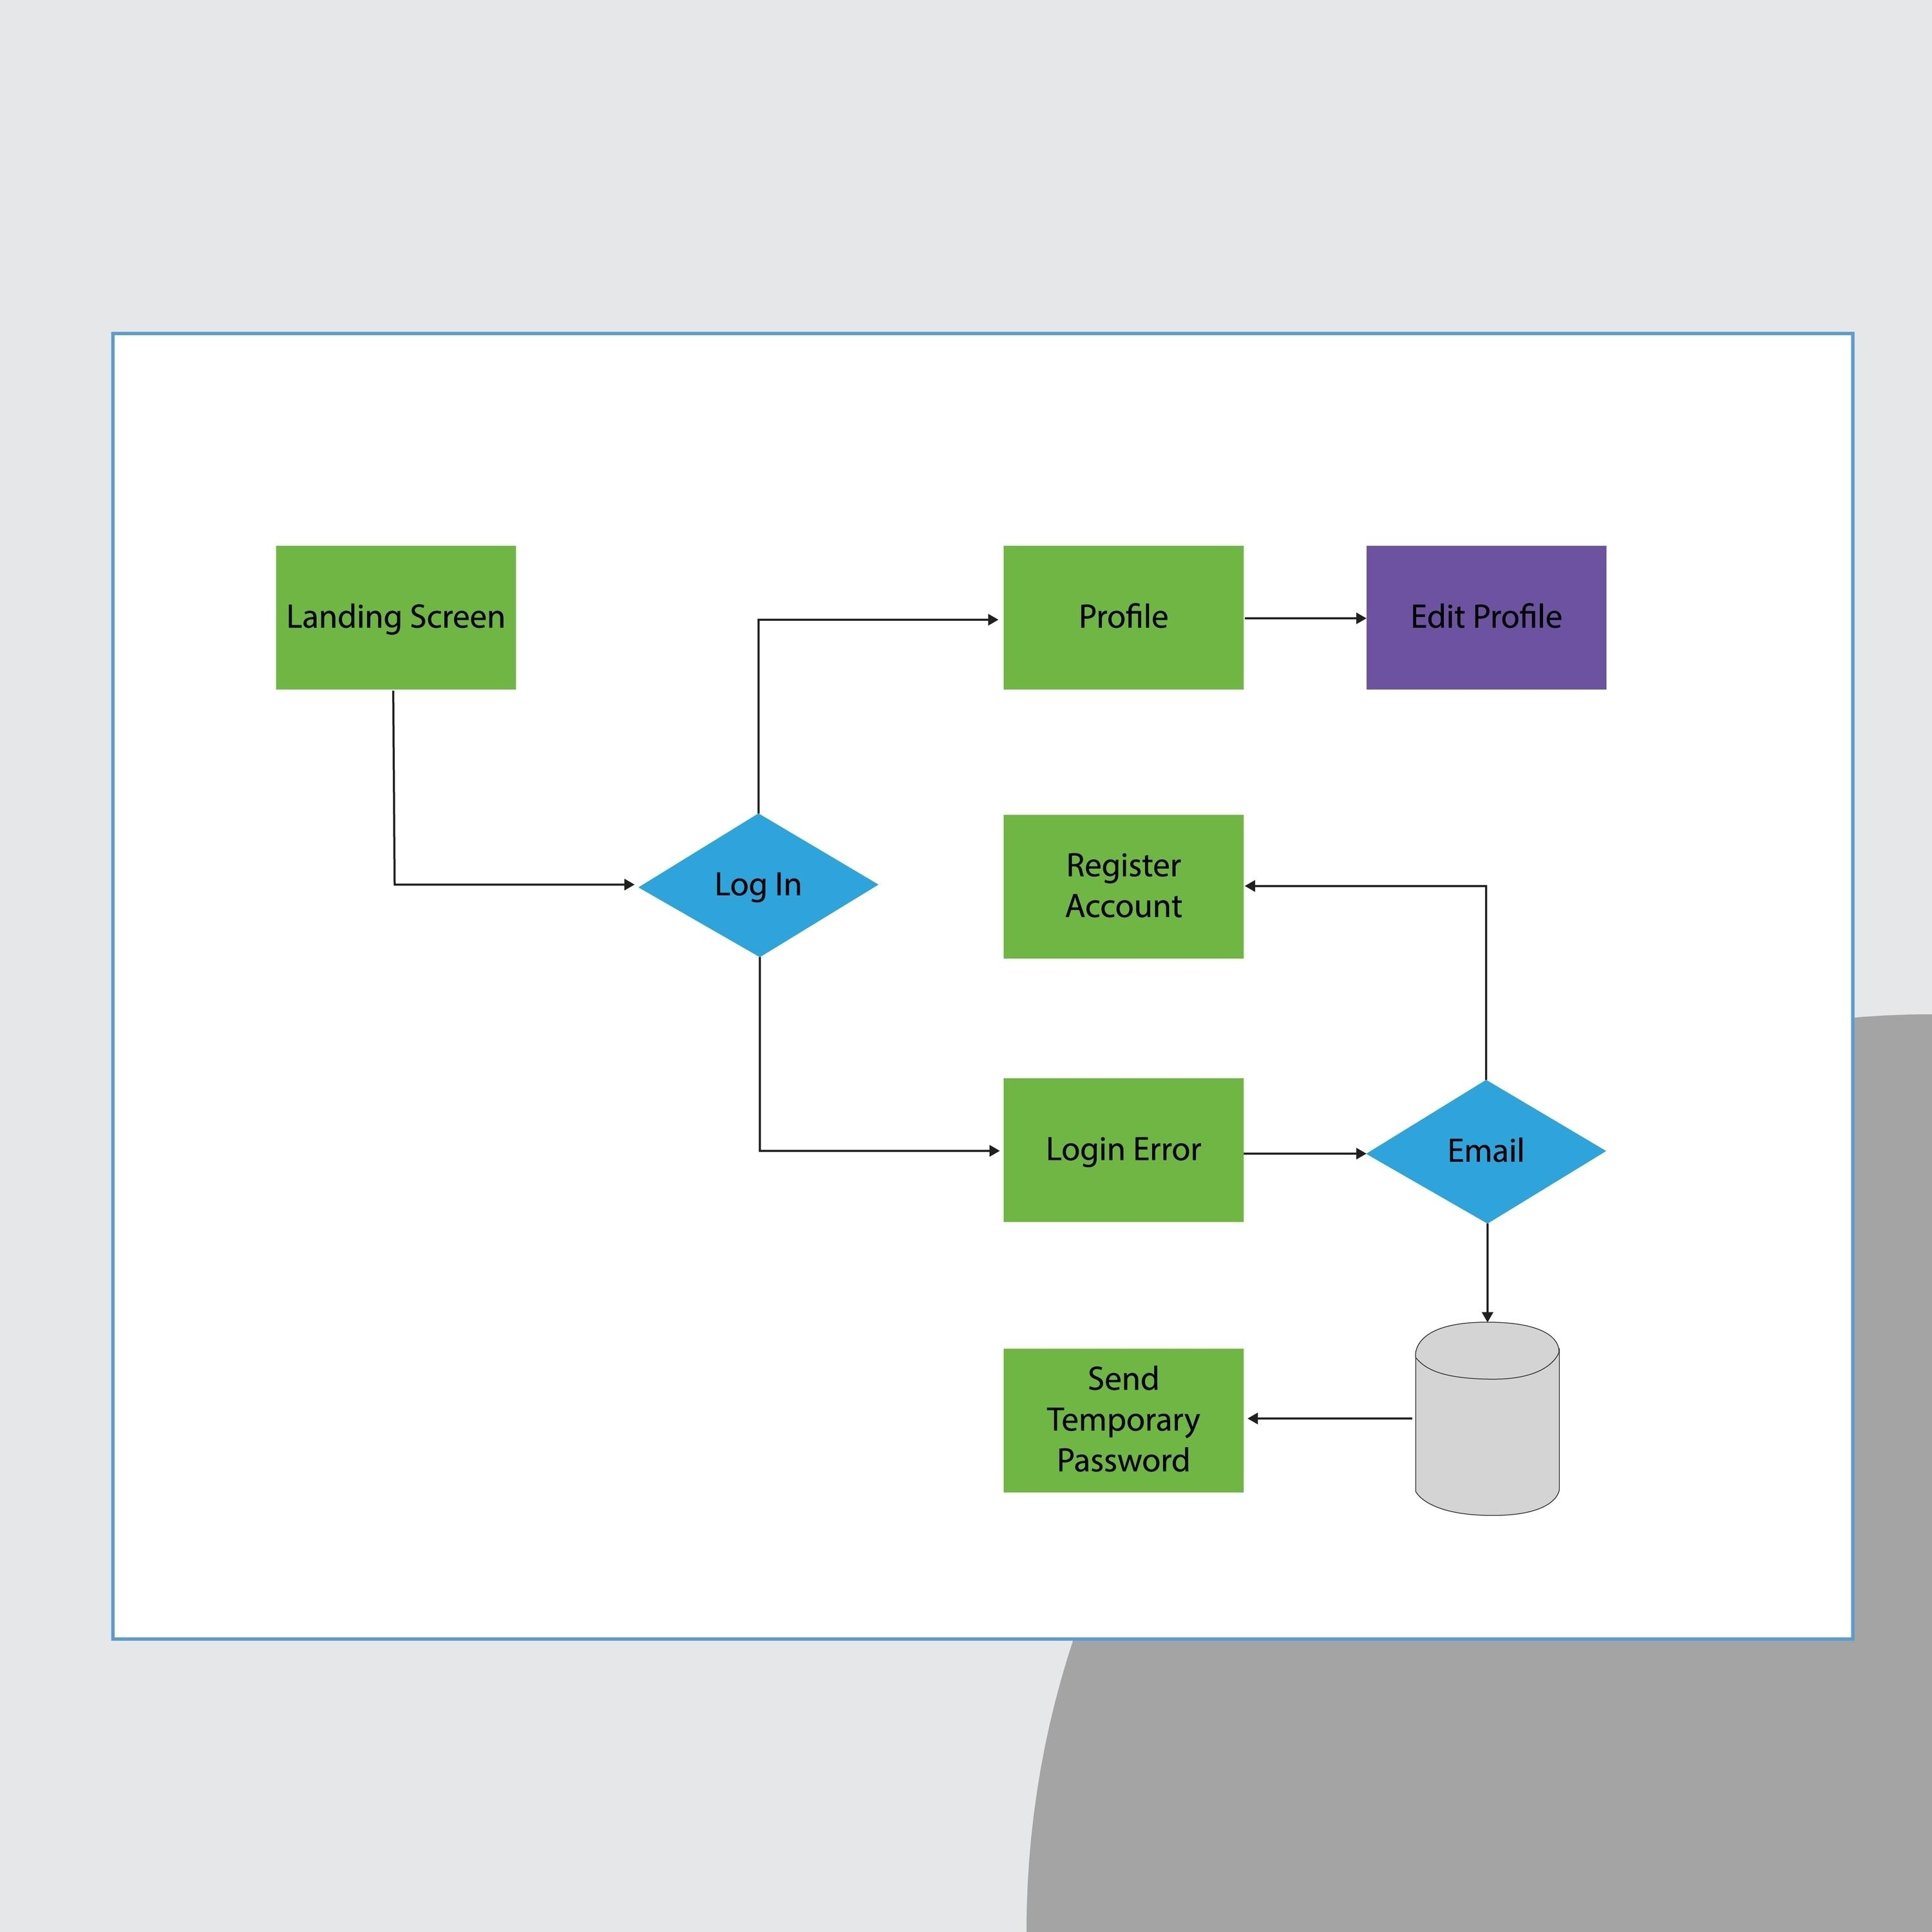 Landing Screen
Profile
Edit Profile
Log In
Register
Account
Login Error
Email
Send
Temporary
Password